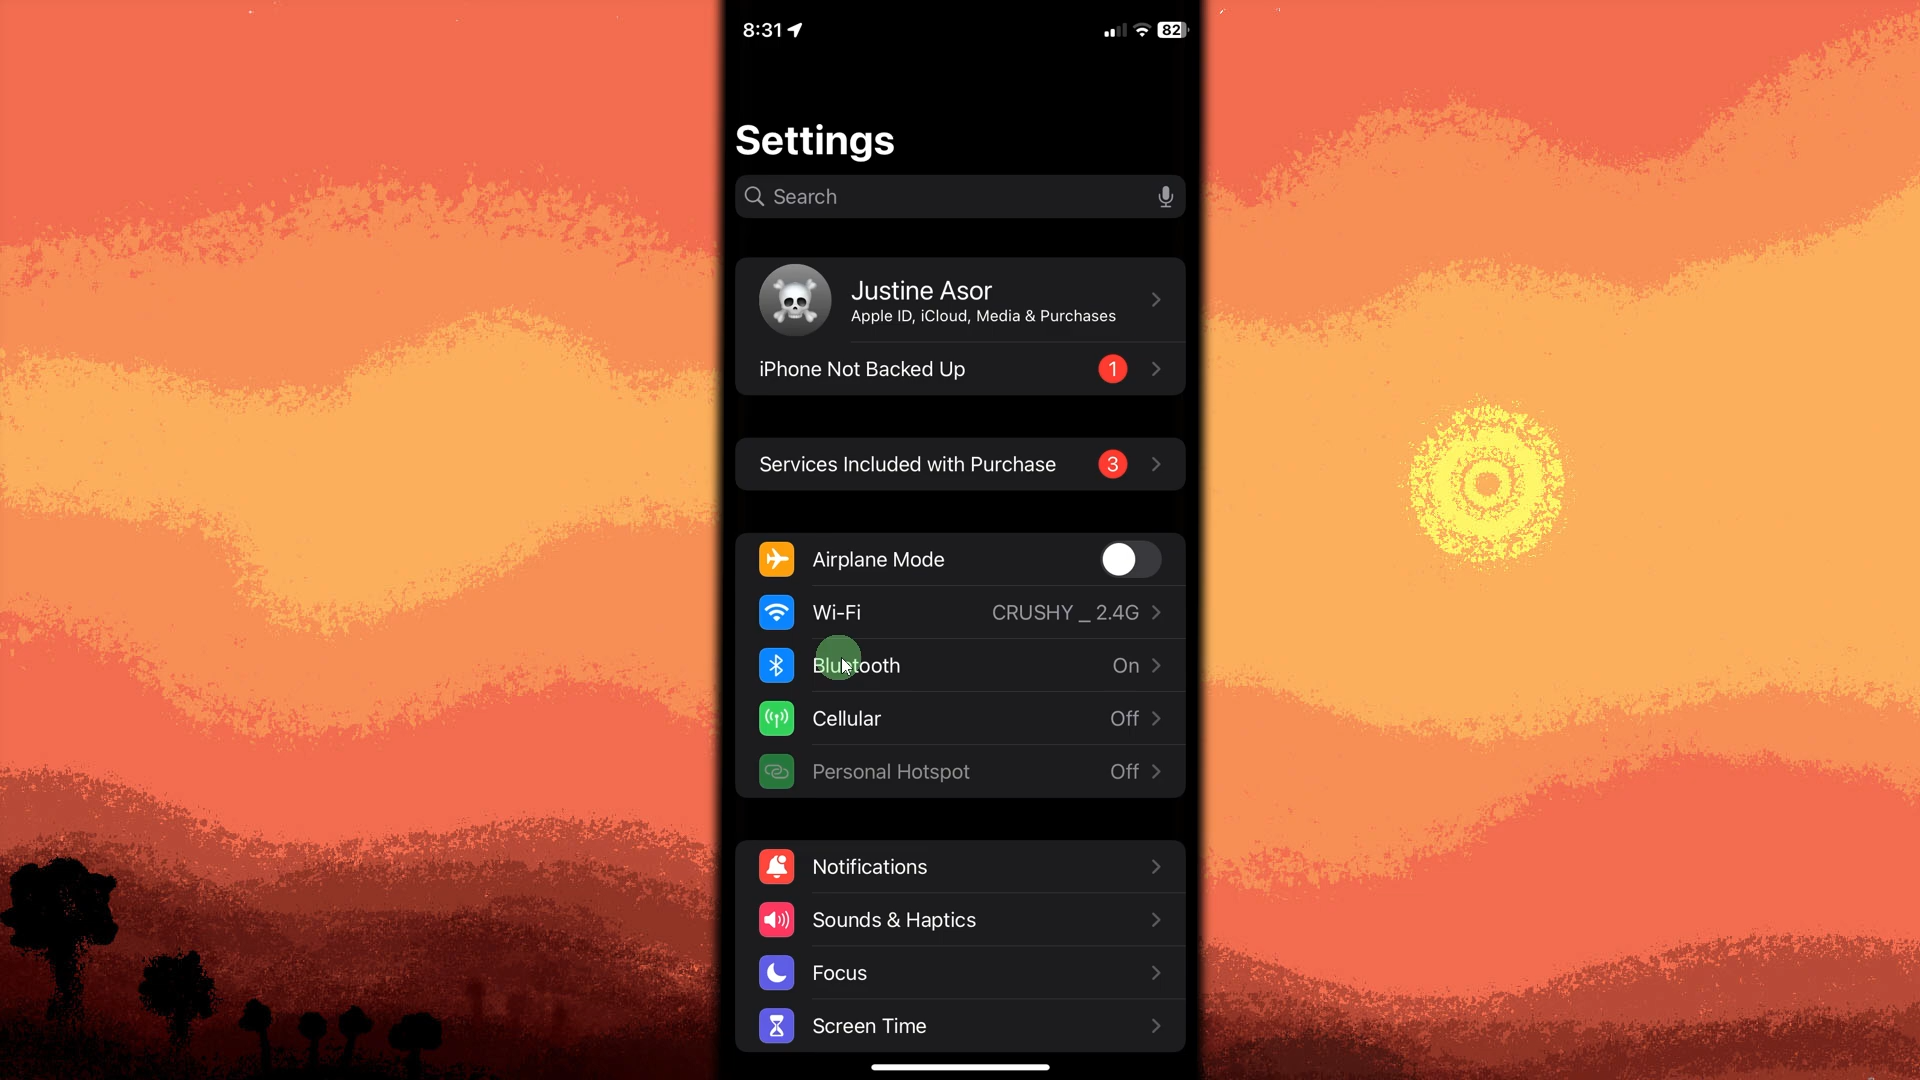 8:31
82
Settings
Search
Justine Asor
Apple ID, iCloud, Media & Purchases
iPhone Not Backed Up 1
Services Included with Purchase 3
Airplane Mode
Wi-Fi CRUSHY _ 2.4G
Bluetooth On
Cellular Off
Personal Hotspot Off
Notifications
Sounds & Haptics
Focus
Screen Time